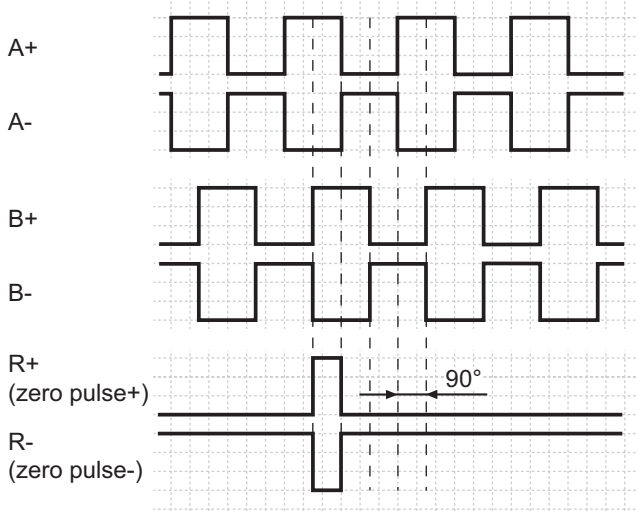 A+
A-
B+
B-
R+
(zero pulse+)
90°
R-
(zero pulse-)